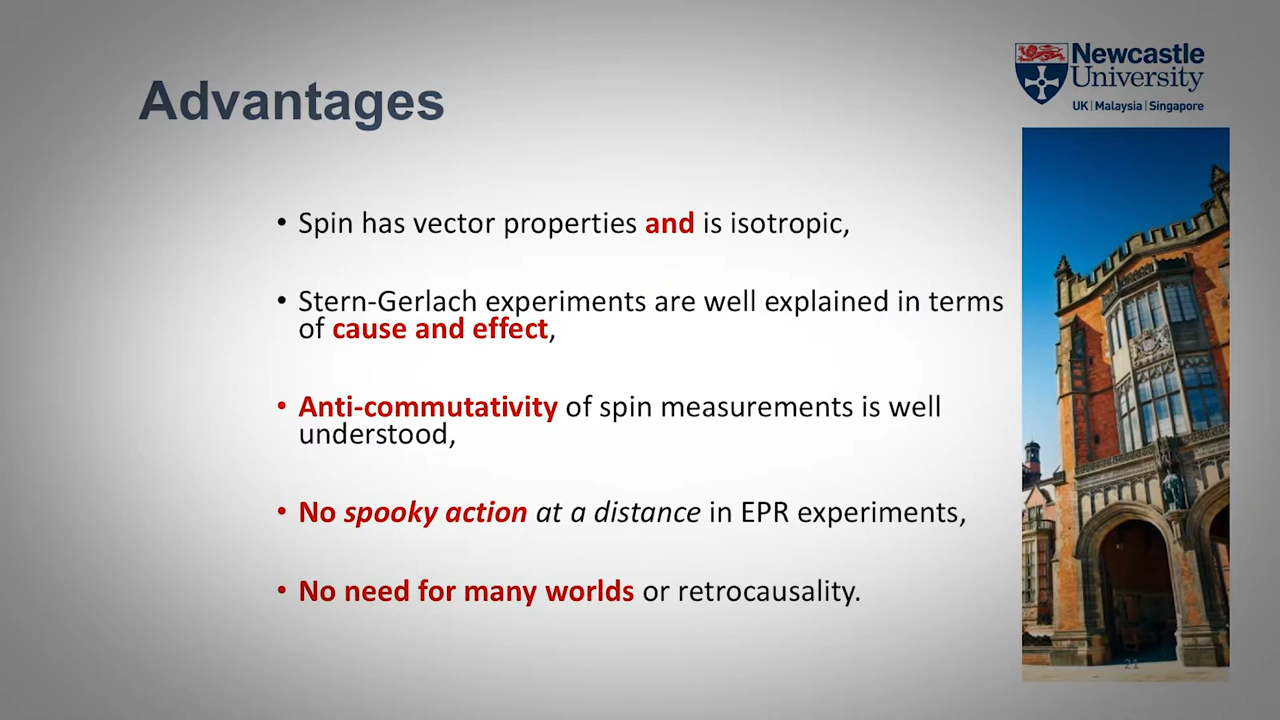 Advantages
Newcastle
University
UK | Malaysia | Singapore
• Spin has vector properties and is isotropic,
• Stern-Gerlach experiments are well explained in terms
of cause and effect,
• Anti-commutativity of spin measurements is well
understood,
• No spooky action at a distance in EPR experiments,
• No need for many worlds or retrocausality.
21